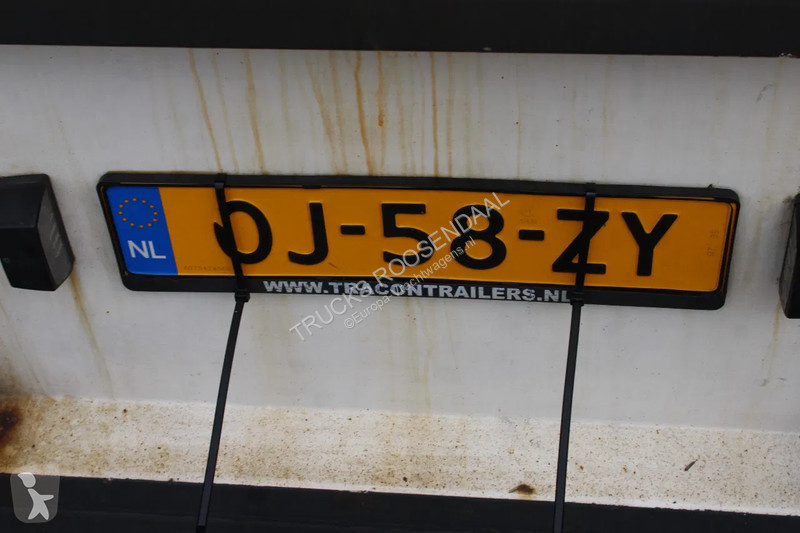 NL
OJ-58-ZY
WWW.TRACONTRAILERS.NL
TRUCKS ROOSENDAAL
©Europa-vrachtwagens.nl